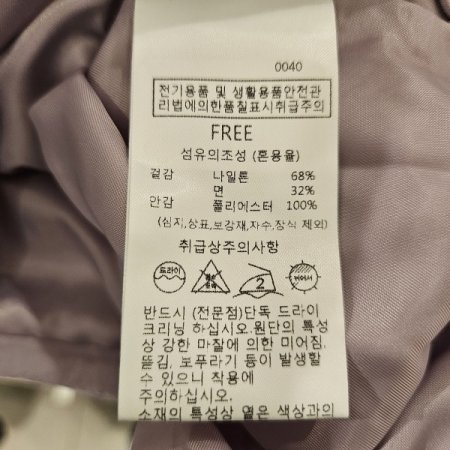 0040
전기용품 및 생활용품안전관
리법에의한품질표시취급주의
FREE
섬유의조성 (혼용율)
겉감 나일론 68%
면 32%
안감 폴리에스터 100%
(심지,상표,보강재,자수,장식 제외)
취급상주의사항
드라이 2
반드시 (전문점)단독 드라이
크리닝 하십시오.원단의 특성
상 강한 마찰에 의한 미어짐.
뜯김, 보푸라기 등이 발생할
수 있으니 착용에
주의하십시오.
소재의 특성상 옅은 색상과의